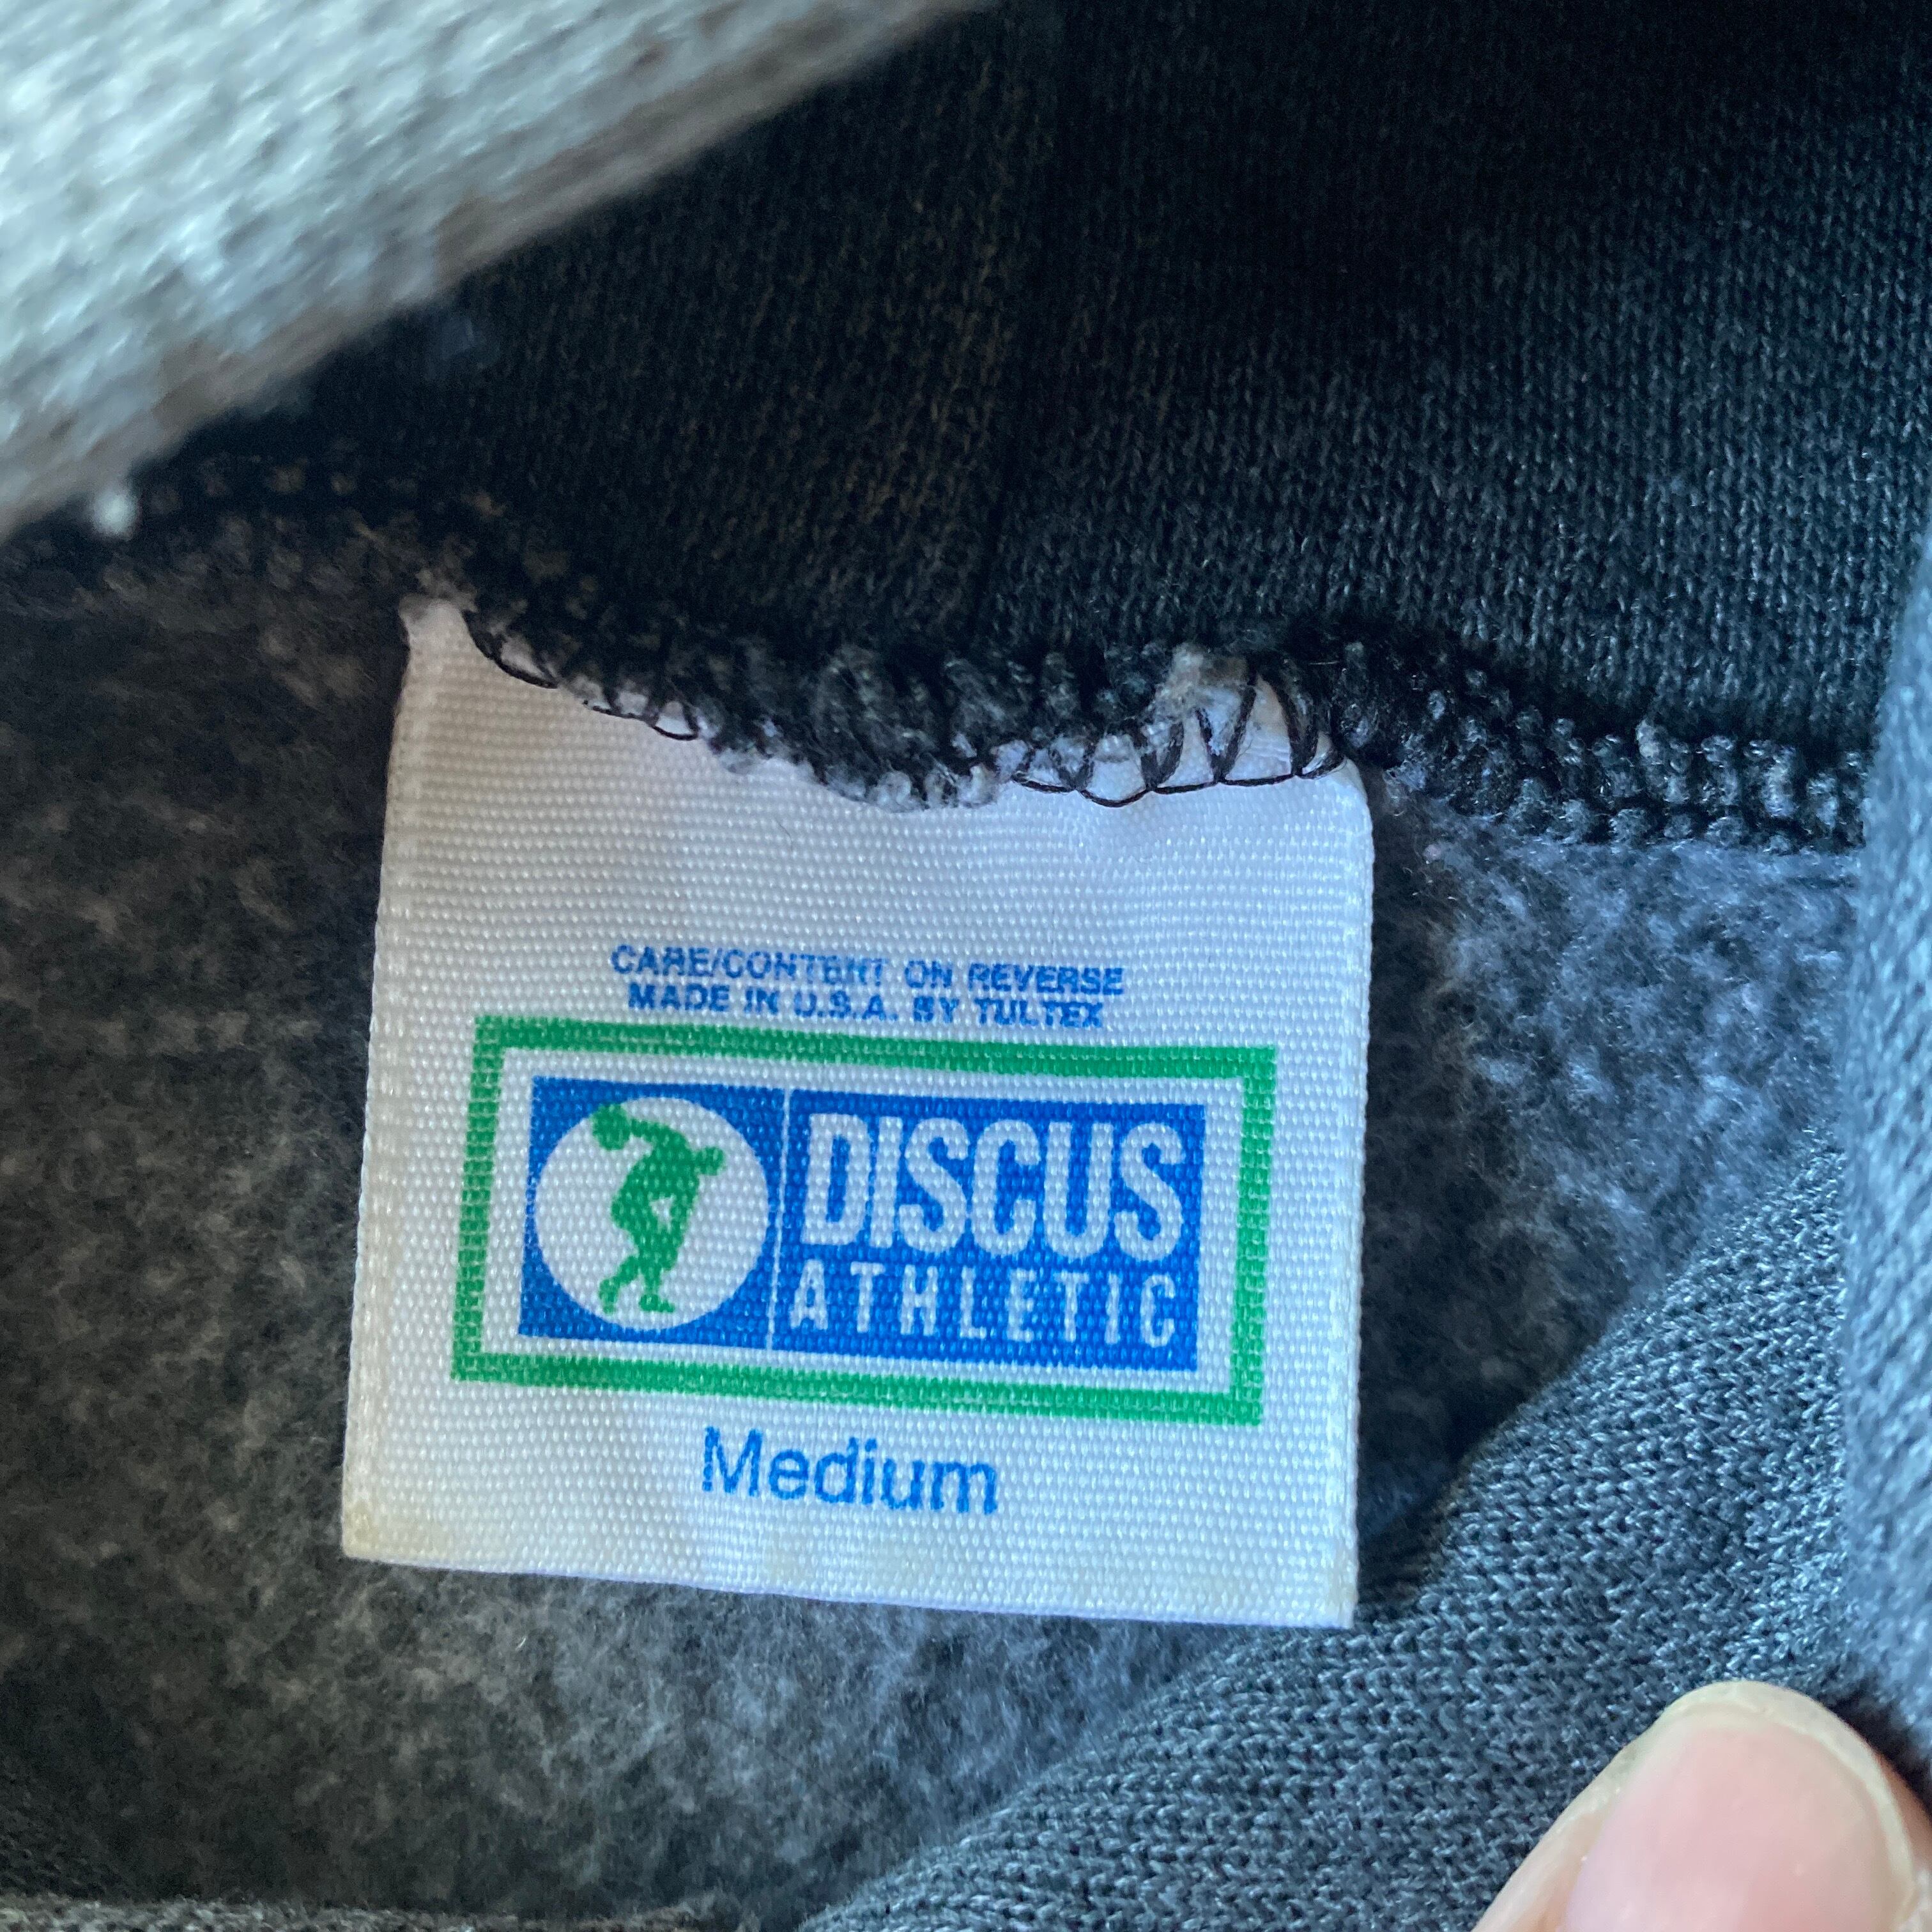 CARE/CONTENT ON REVERSE
MADE IN U.S.A. BY TULTEX
DISCUS
ATHLETIC
Medium